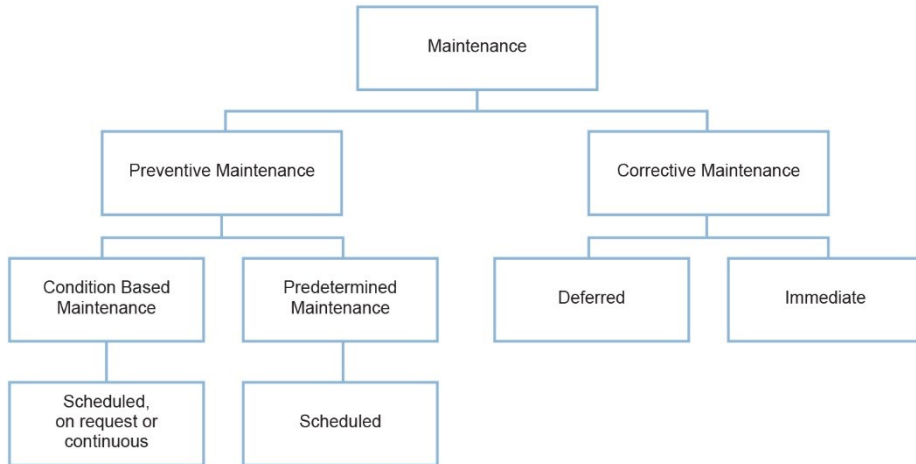 Maintenance
Preventive Maintenance
Corrective Maintenance
Condition Based
Maintenance
Predetermined
Maintenance
Deferred
Immediate
Scheduled,
on request or
continuous
Scheduled